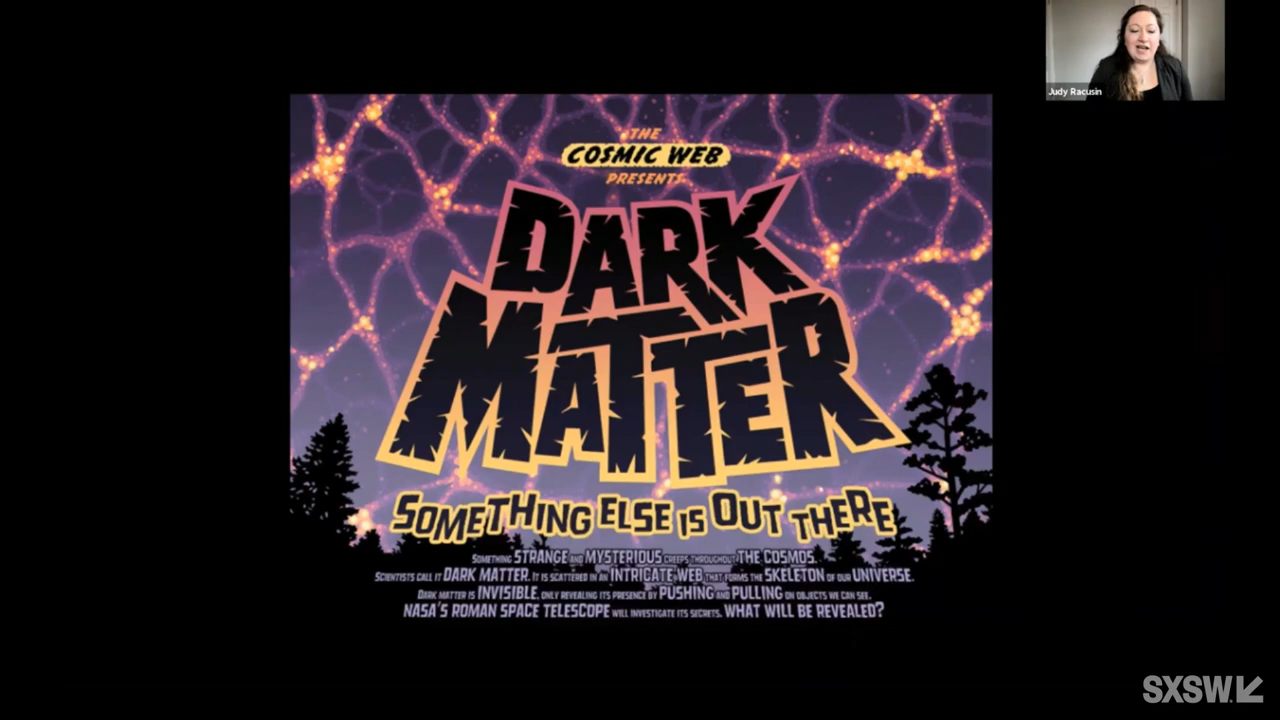 Judy Racusin
THE
COSMIC WEB
PRESENTS
DARK
MATTER
SOMETHING ELSE IS OUT THERE
SOMETHING STRANGE AND MYSTERIOUS CREEPS THROUGHOUT THE COSMOS.
SCIENTISTS CALL IT DARK MATTER. IT IS SCATTERED IN AN INTRICATE WEB THAT FORMS THE SKELETON OF OUR UNIVERSE.
DARK MATTER IS INVISIBLE, ONLY REVEALING ITS PRESENCE BY PUSHING AND PULLING ON OBJECTS WE CAN SEE.
NASA'S ROMAN SPACE TELESCOPE WILL INVESTIGATE ITS SECRETS. WHAT WILL BE REVEALED?
SXSW